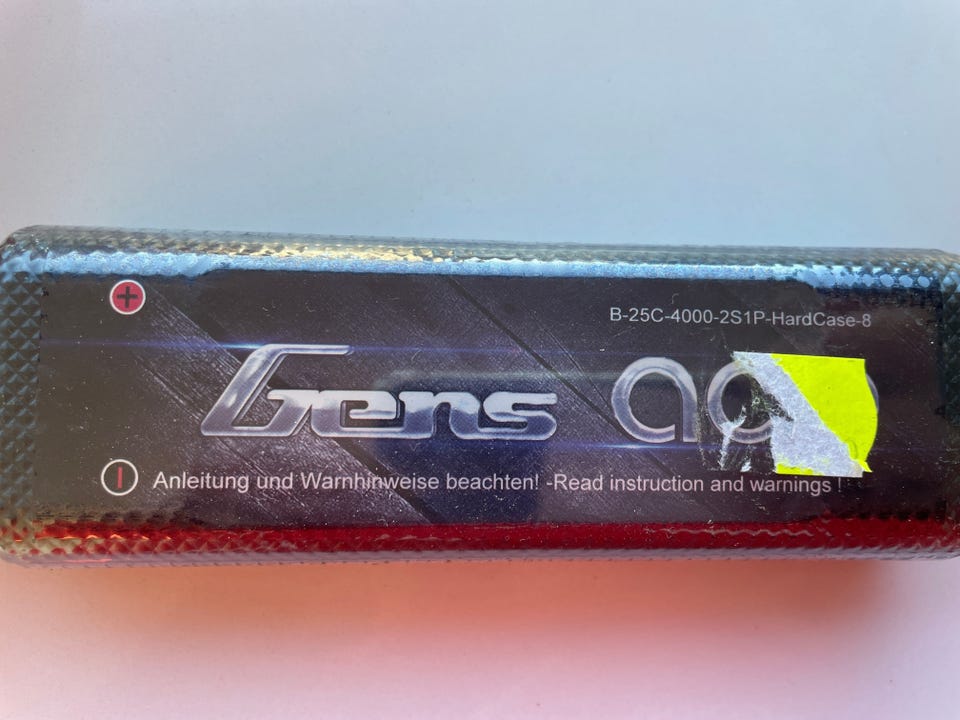 B-25C-4000-2S1P-HardCase-8
Gens
Anleitung und Warnhinweise beachten! -Read instruction and warnings !